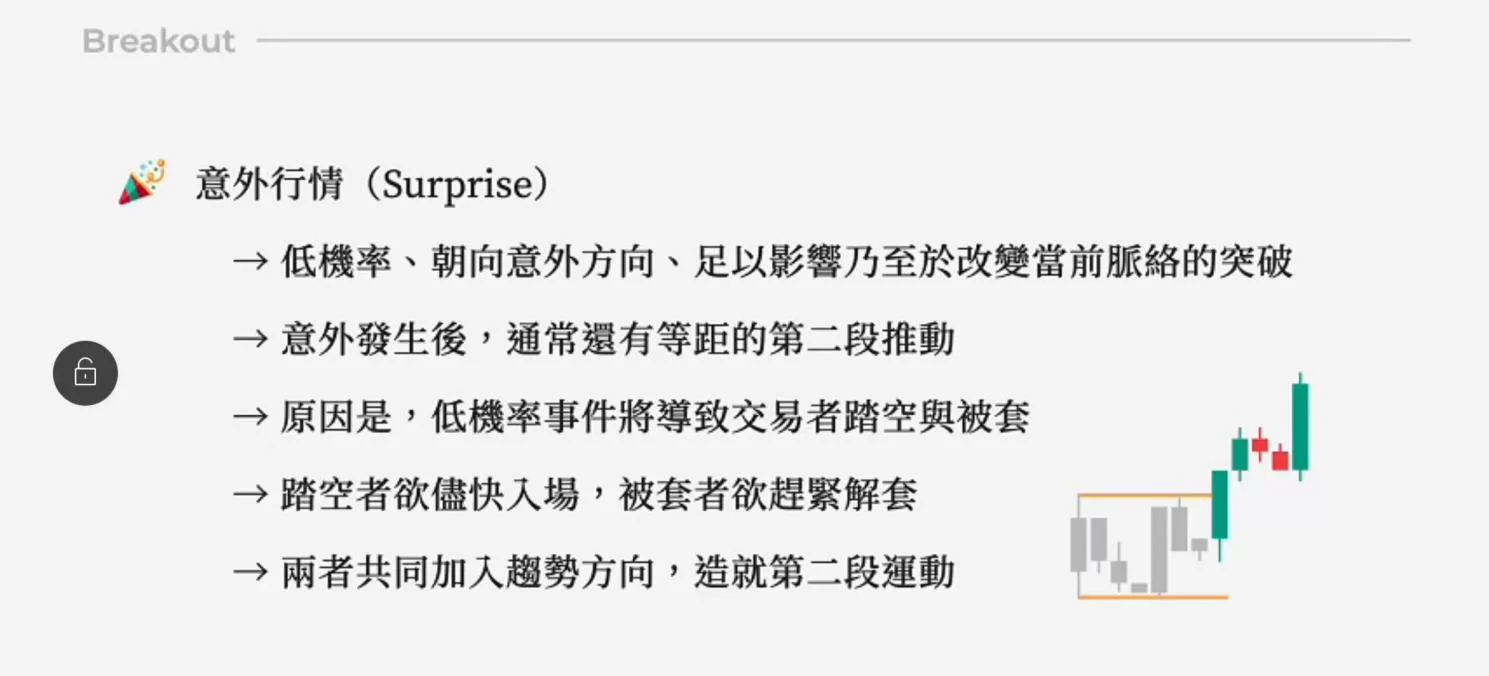 Breakout
意外行情（Surprise）
→ 低機率、朝向意外方向、足以影響乃至於改變當前脈絡的突破
→ 意外發生後，通常還有等距的第二段推動
→ 原因是，低機率事件將導致交易者踏空與被套
→ 踏空者欲儘快入場，被套者欲趕緊解套
→ 兩者共同加入趨勢方向，造就第二段運動